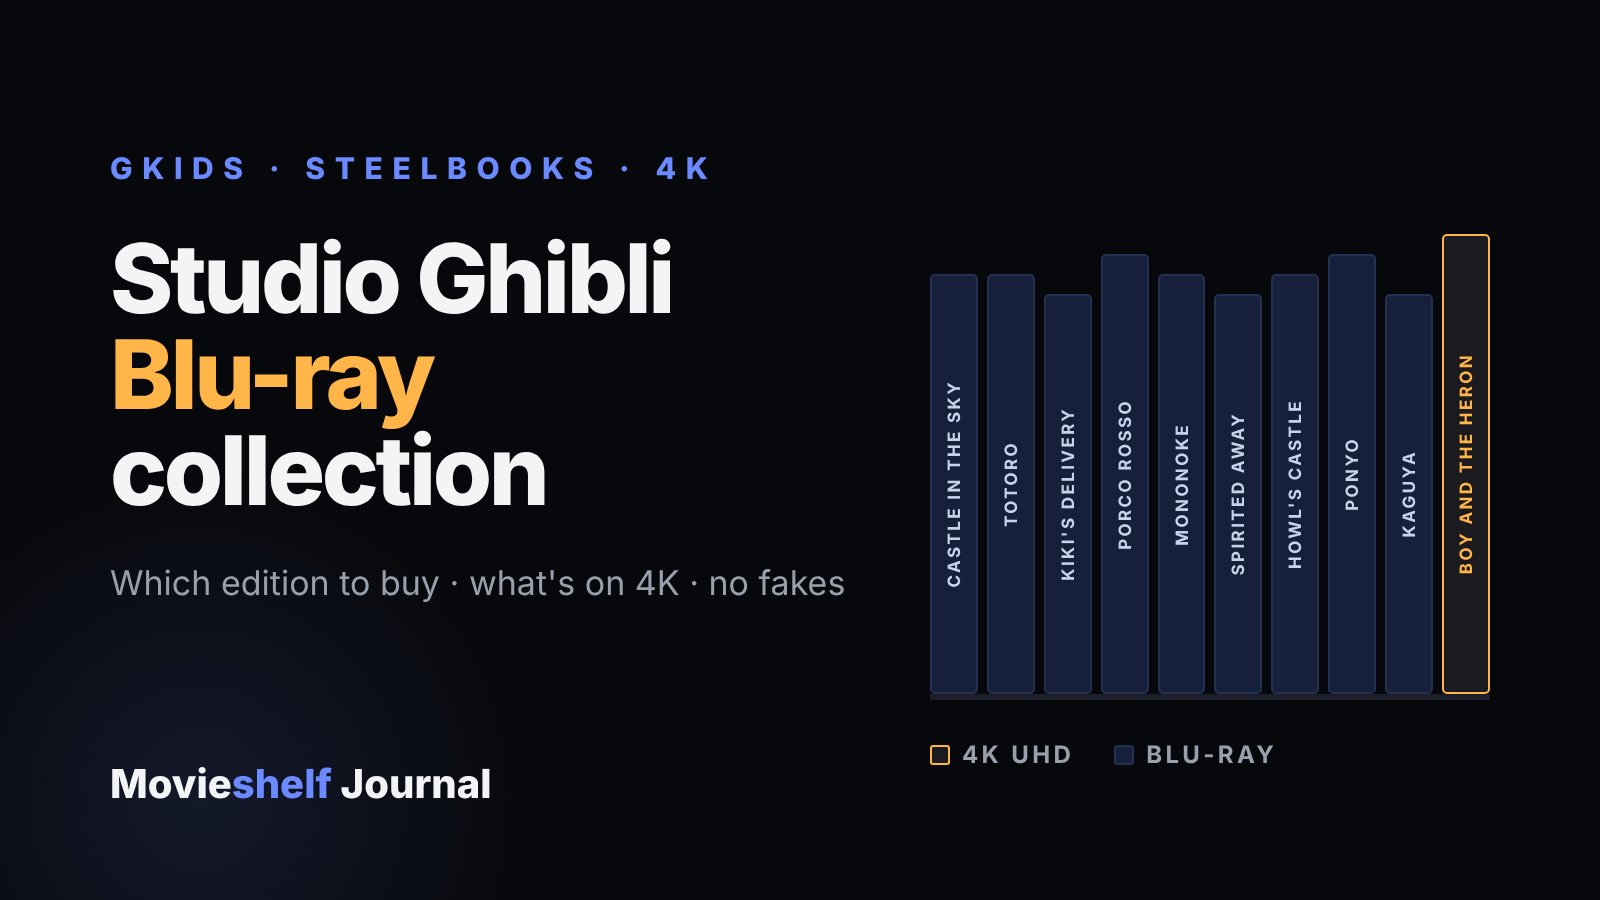 GKIDS · STEELBOOKS · 4K
Studio Ghibli
Blu-ray
collection
Which edition to buy · what's on 4K · no fakes
Movieshelf Journal
CASTLE IN THE SKY
TOTORO
KIKI'S DELIVERY
PORCO ROSSO
MONONOKE
SPIRITED AWAY
HOWL'S CASTLE
PONYO
KAGUYA
BOY AND THE HERON
4K UHD
BLU-RAY